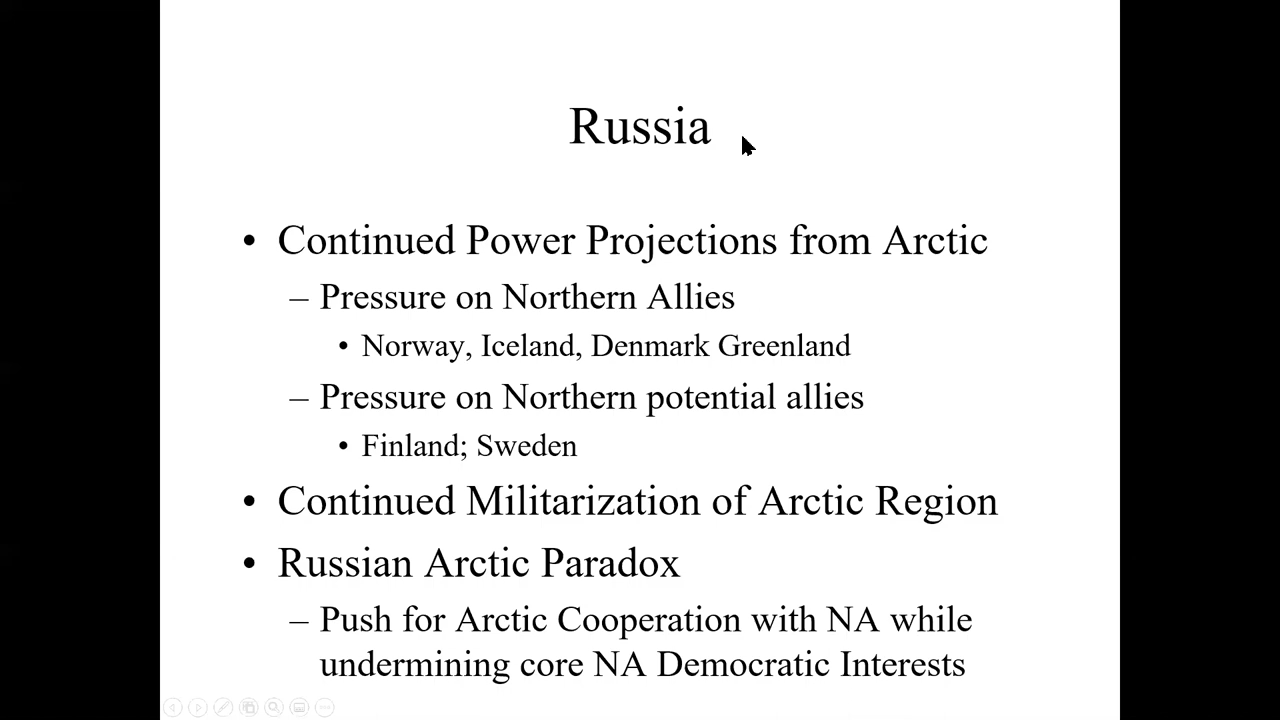 Russia
• Continued Power Projections from Arctic
– Pressure on Northern Allies
• Norway, Iceland, Denmark Greenland
– Pressure on Northern potential allies
• Finland; Sweden
• Continued Militarization of Arctic Region
• Russian Arctic Paradox
– Push for Arctic Cooperation with NA while
undermining core NA Democratic Interests